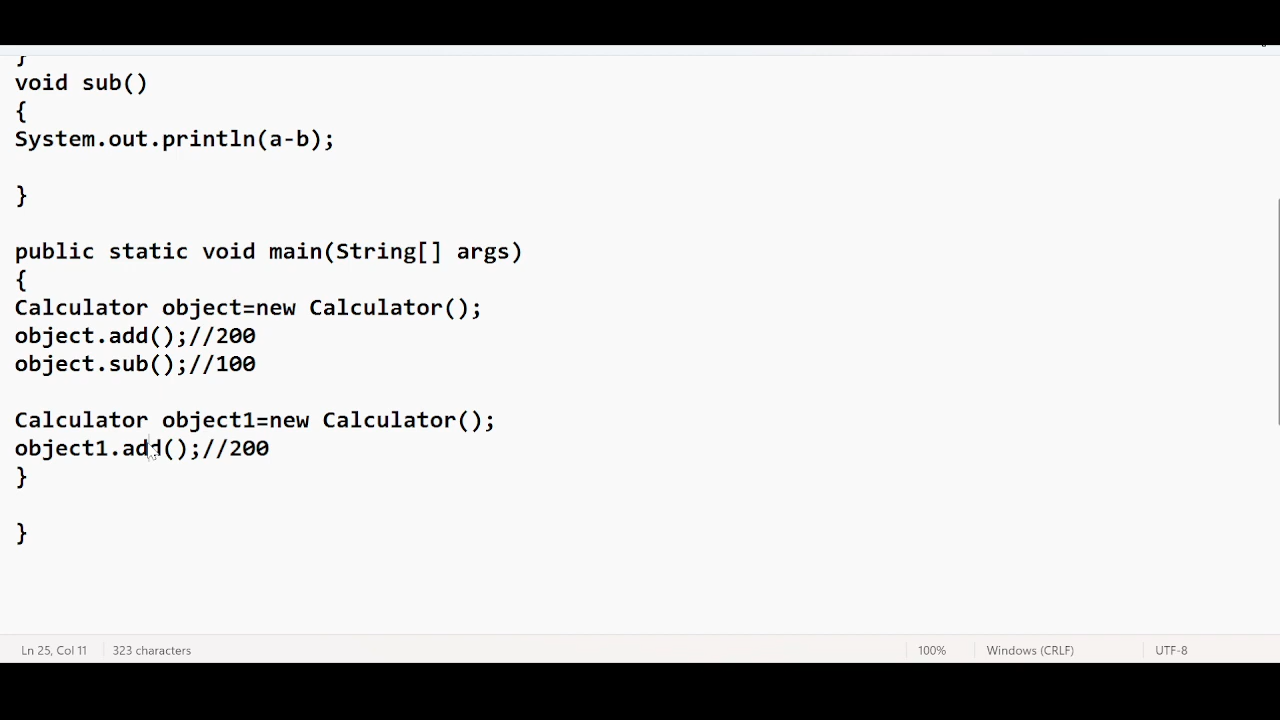 }
void sub()
{
System.out.println(a-b);
}
public static void main(String[] args)
{
Calculator object=new Calculator();
object.add();//200
object.sub();//100
Calculator object1=new Calculator();
object1.add();//200
}
}
Ln 25, Col 11 323 characters 100% Windows (CRLF) UTF-8